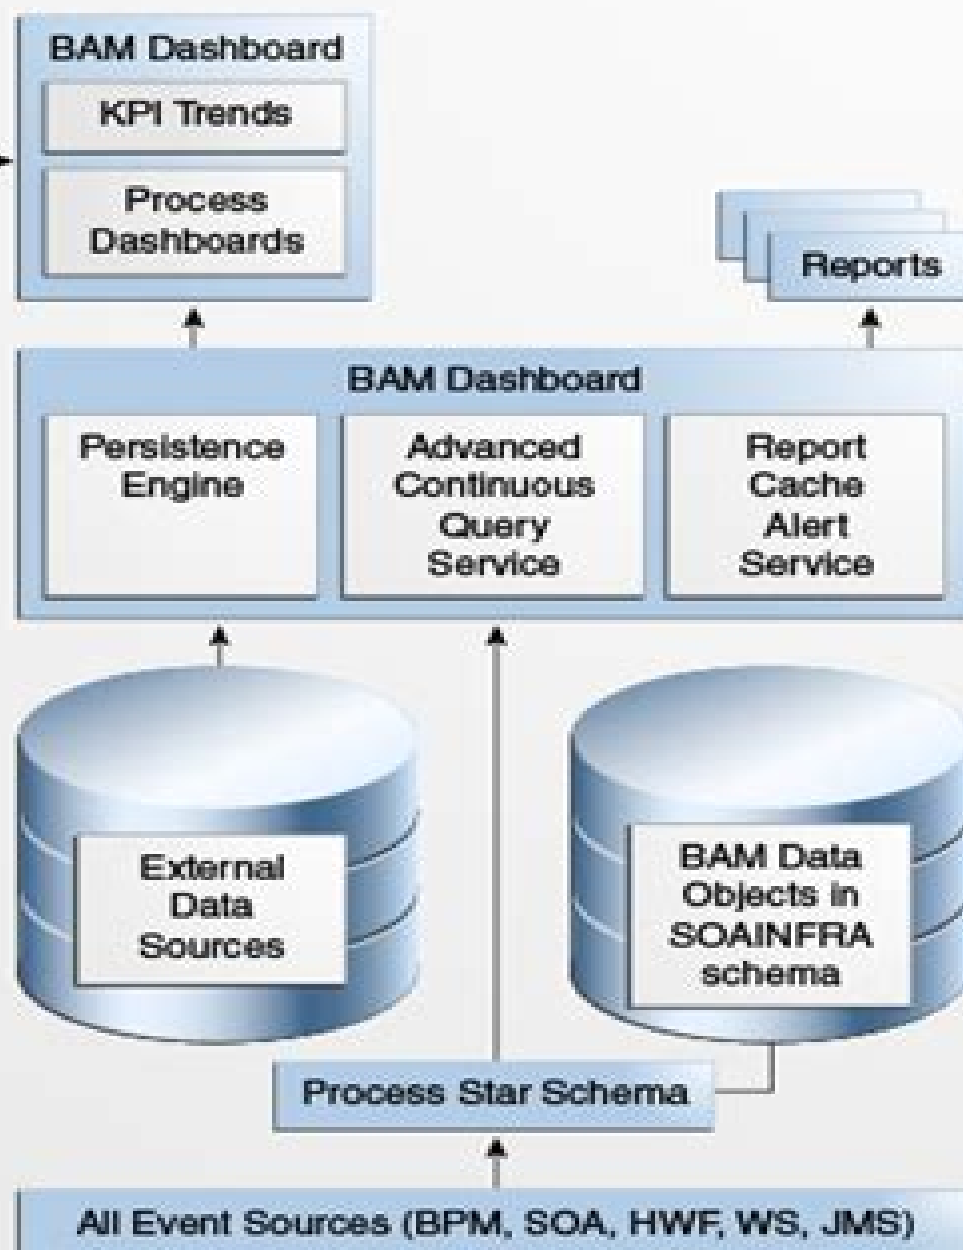 BAM Dashboard
KPI Trends
Process
Dashboards
Reports
BAM Dashboard
Persistence
Engine
Advanced
Continuous
Query
Service
Report
Cache
Alert
Service
External
Data
Sources
BAM Data
Objects in
SOAINFRA
schema
Process Star Schema
All Event Sources (BPM, SOA, HWF, WS, JMS)